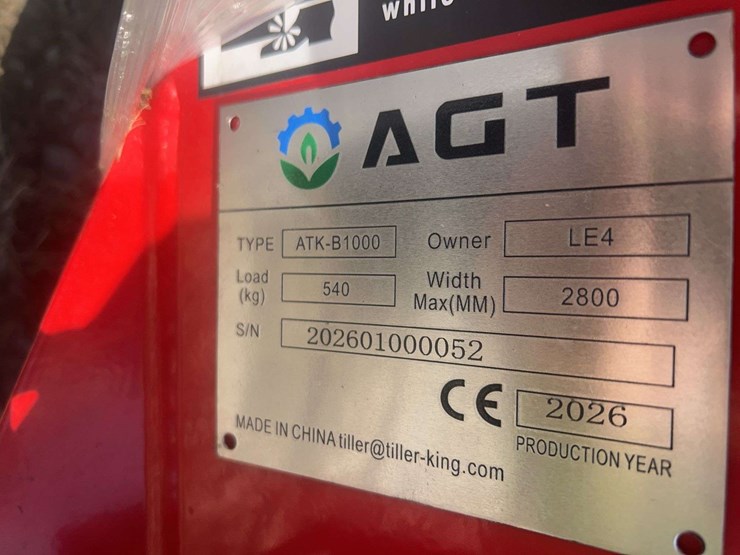 AGT
TYPE ATK-B1000 Owner LE4
Load (kg) 540 Width Max(MM) 2800
S/N 202601000052
CE 2026
MADE IN CHINA tiller@tiller-king.com PRODUCTION YEAR